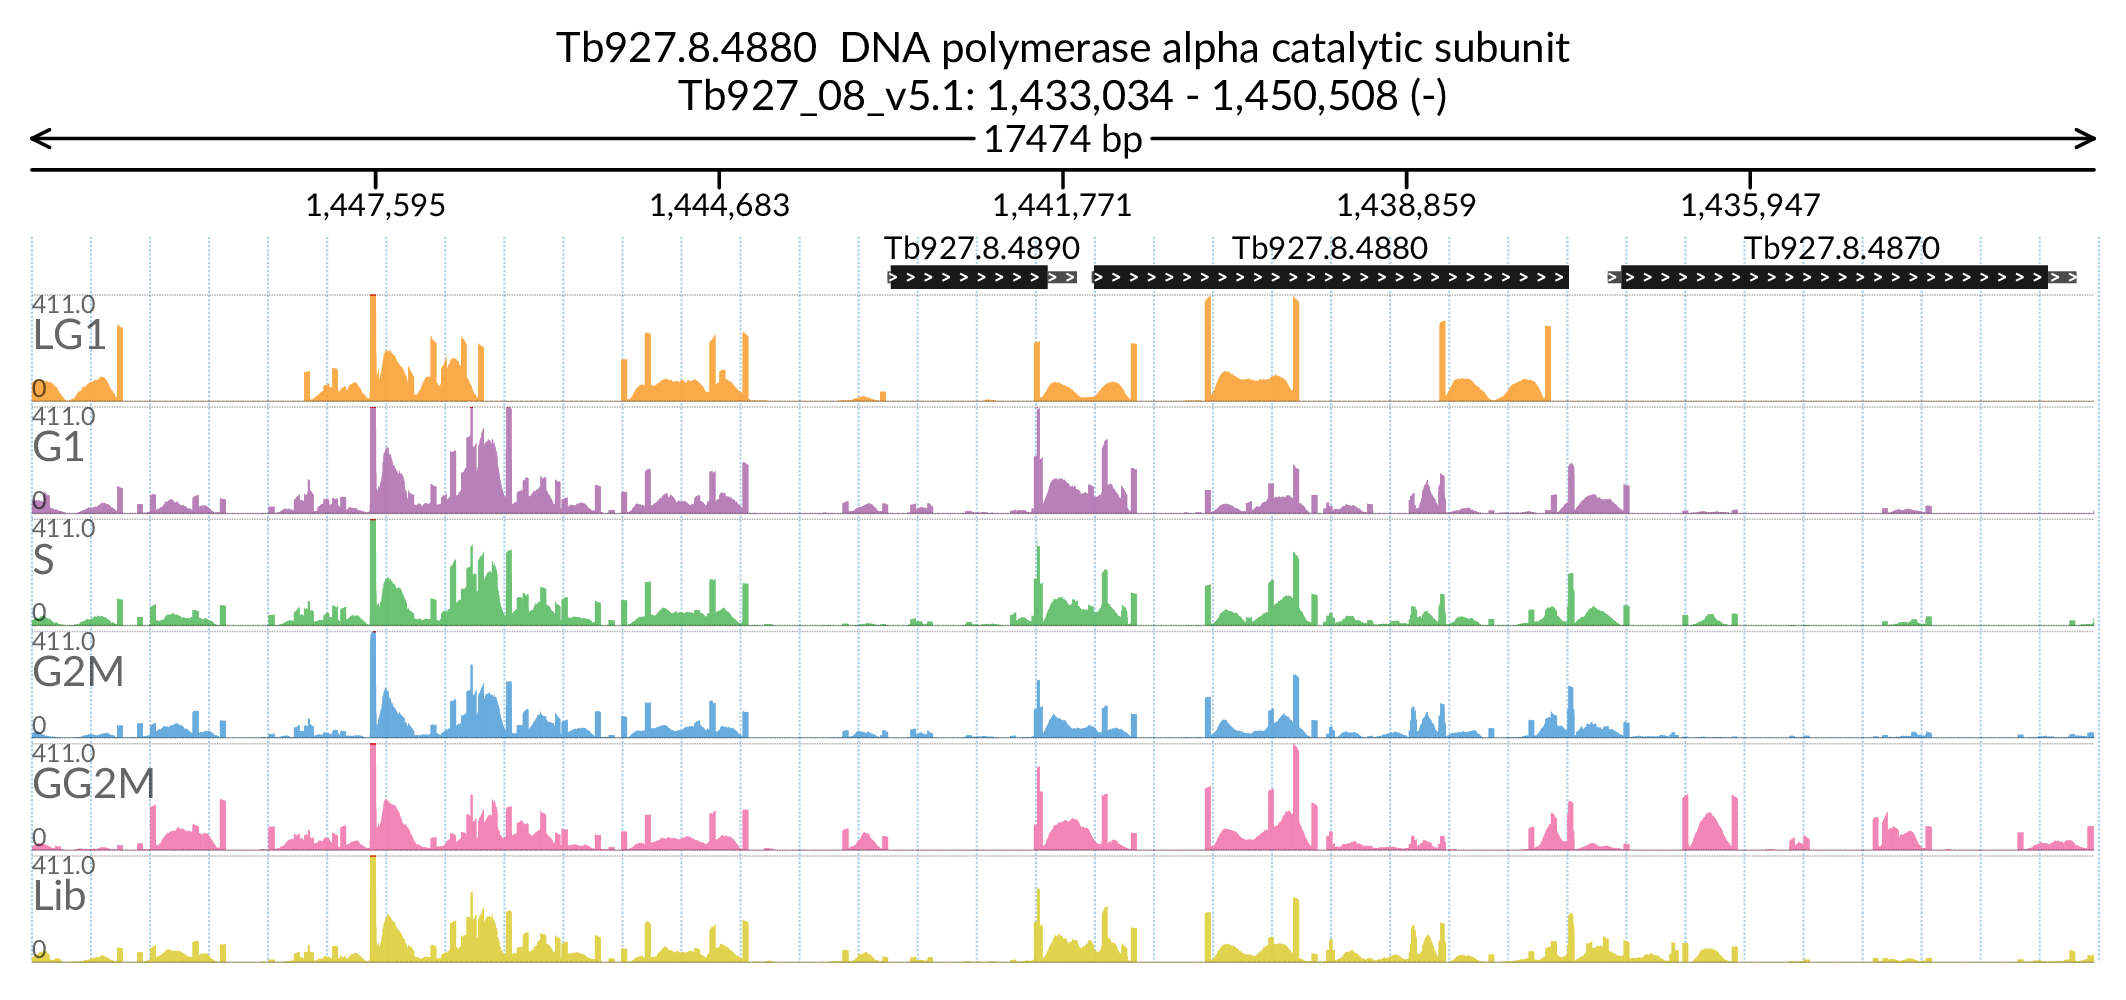 Tb927.8.4880  DNA polymerase alpha catalytic subunit
Tb927_08_v5.1: 1,433,034 - 1,450,508 (-)
17474 bp
1,447,595 1,444,683 1,441,771 1,438,859 1,435,947
Tb927.8.4890 Tb927.8.4880 Tb927.8.4870
411.0
LG1
0
411.0
G1
0
411.0
S
0
411.0
G2M
0
411.0
GG2M
0
411.0
Lib
0